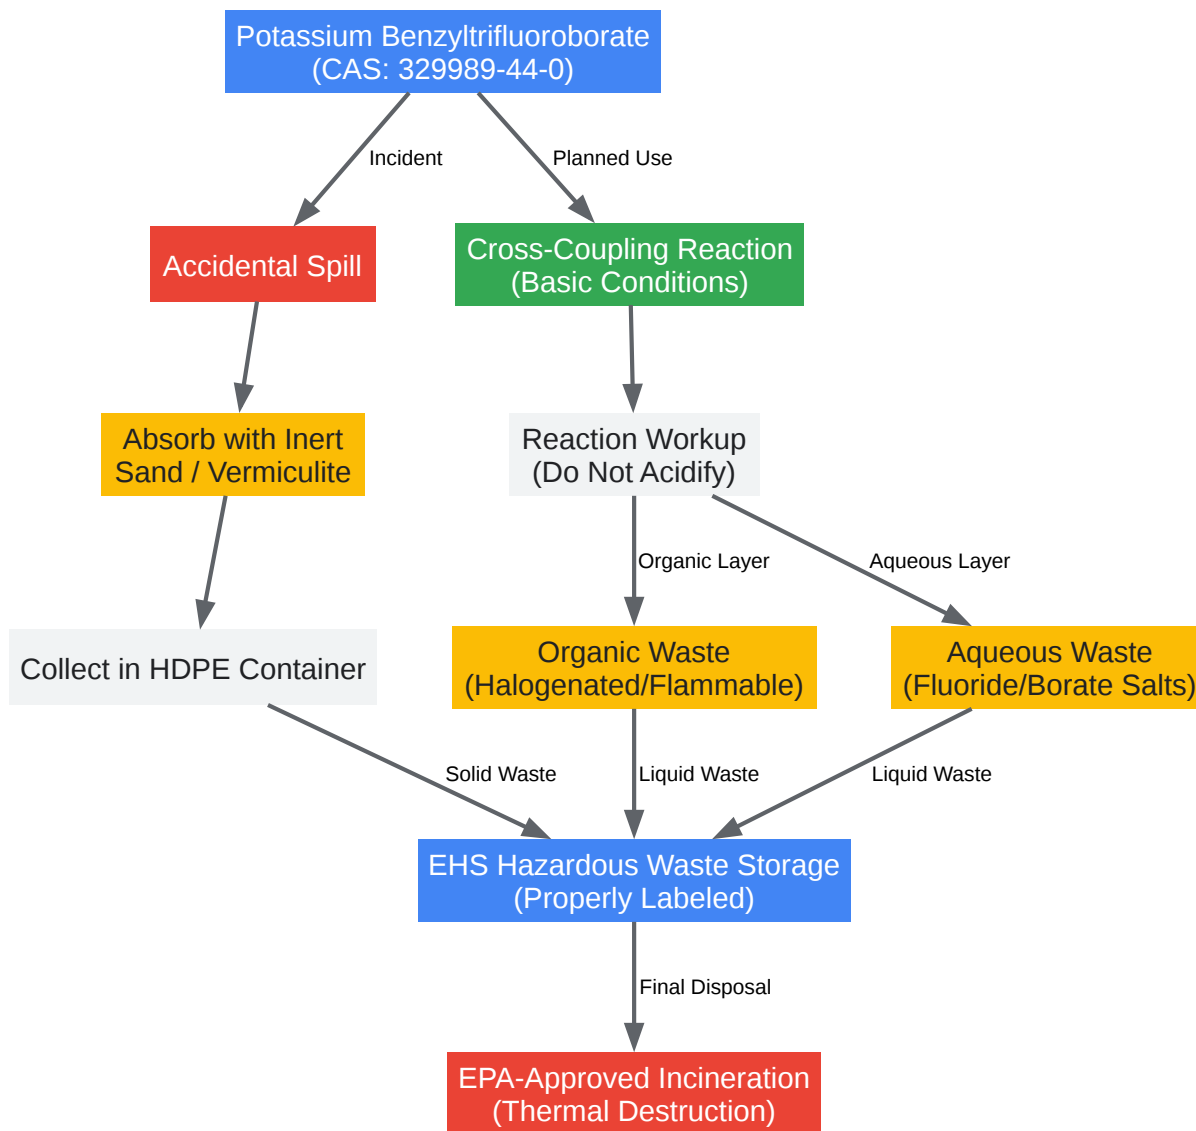 Potassium Benzyltrifluoroborate
(CAS: 329989-44-0)
Incident
Planned Use
Accidental Spill
Cross-Coupling Reaction
(Basic Conditions)
Absorb with Inert
Sand / Vermiculite
Reaction Workup
(Do Not Acidify)
Organic Layer
Aqueous Layer
Collect in HDPE Container
Organic Waste
(Halogenated/Flammable)
Aqueous Waste
(Fluoride/Borate Salts)
Solid Waste
Liquid Waste
Liquid Waste
EHS Hazardous Waste Storage
(Properly Labeled)
Final Disposal
EPA-Approved Incineration
(Thermal Destruction)